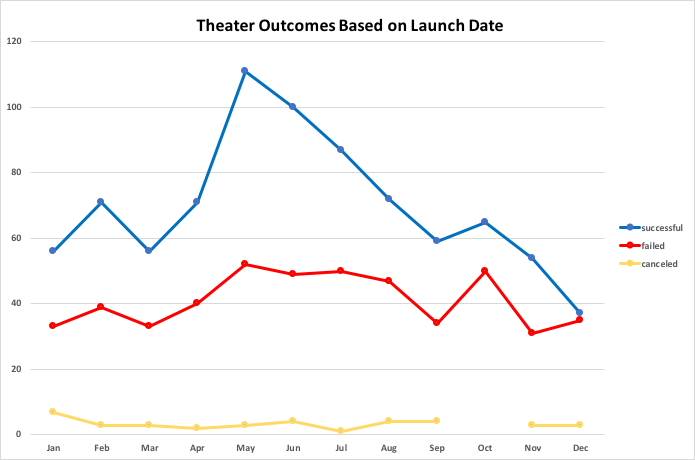 Theater Outcomes Based on Launch Date
120
100
80
60
40
20
0
Jan Feb Mar Apr May Jun Jul Aug Sep Oct Nov Dec
successful
failed
canceled